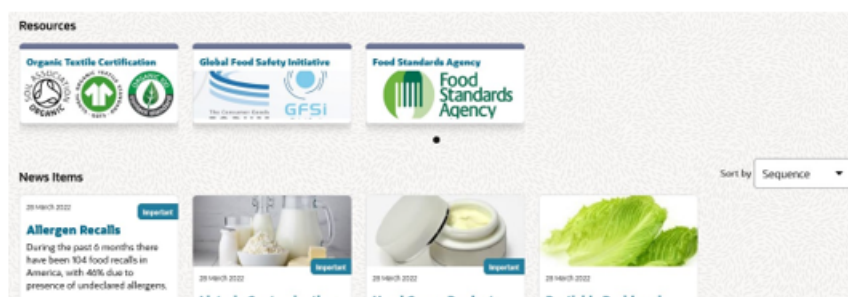 Resources
Organic Textile Certification
Global Food Safety Initiative
Food Standards Agency
SOIL ASSOCIATION
ORGANIC
The Consumer Goods
GFSi
Food
Standards
Agency
News Items
Sort by
Sequence
28 March 2022
Important
Allergen Recalls
During the past 6 months there
have been 104 food recalls in
America, with 46% due to
presence of undeclared allergens.
Important
28 March 2022
Important
28 March 2022
28 March 2022